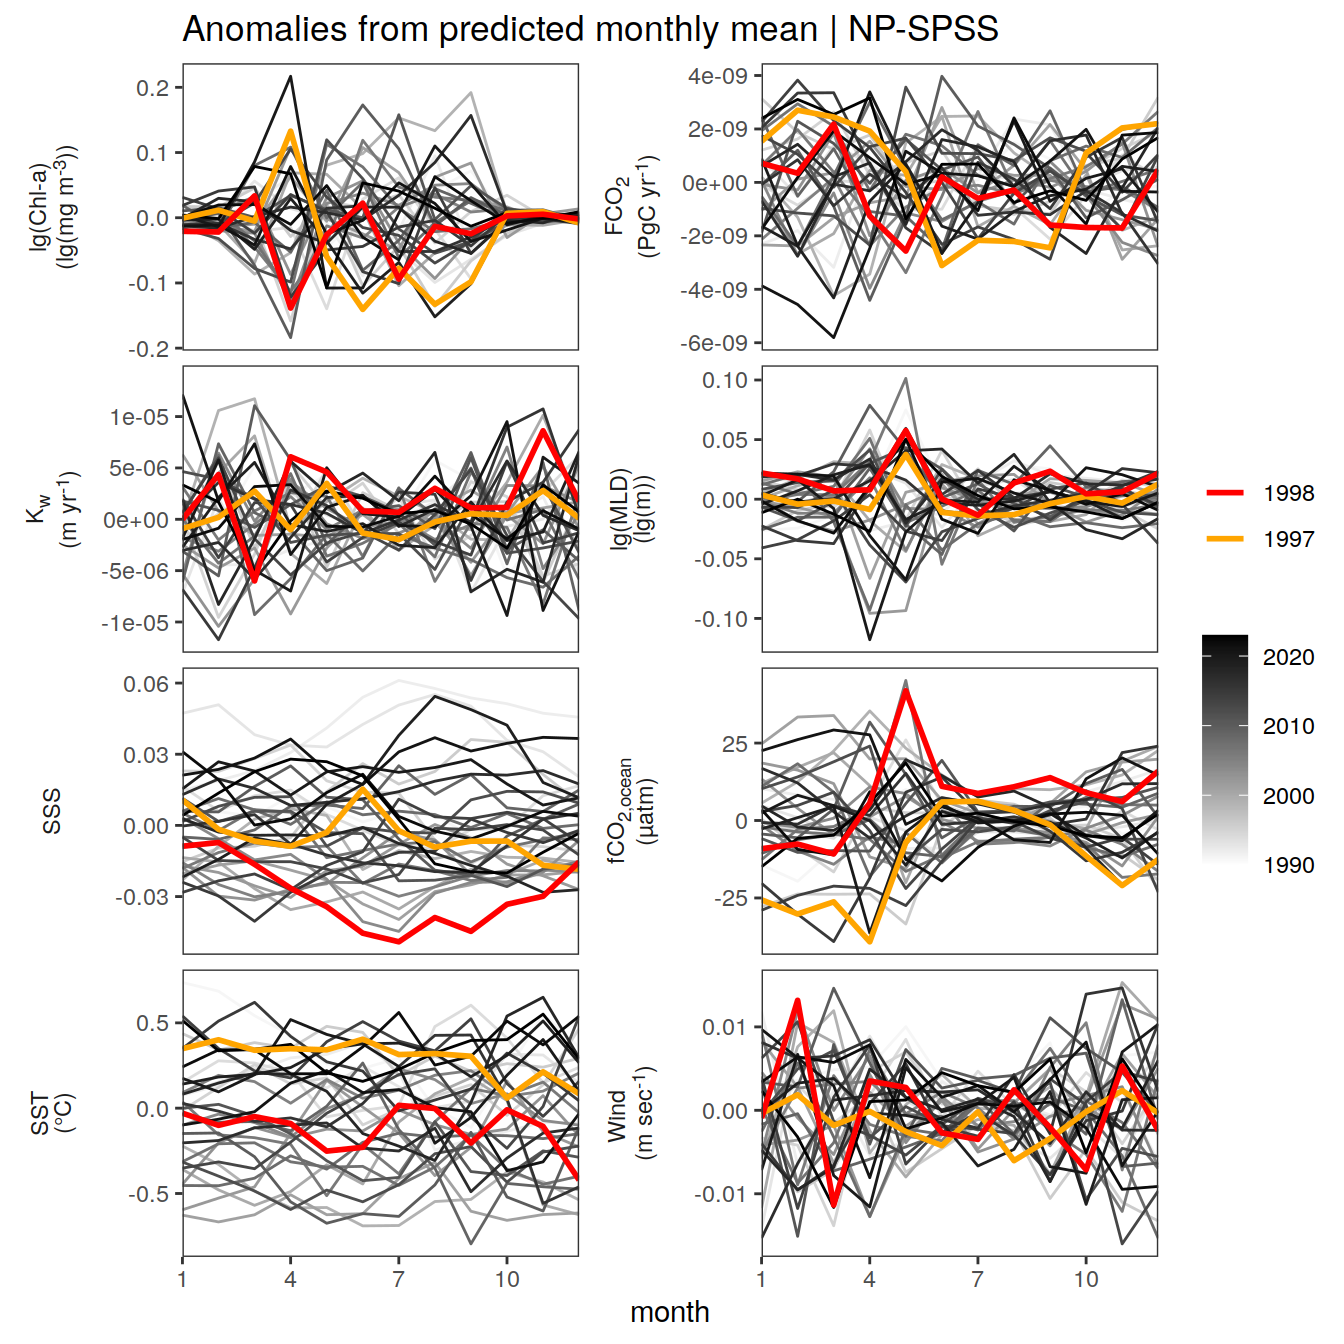 Anomalies from predicted monthly mean | NP-SPSS
lg(Chl-a)
(lg(mg m⁻³))
0.2
0.1
0.0
-0.1
-0.2
FCO₂
(PgC yr⁻¹)
4e-09
2e-09
0e+00
-2e-09
-4e-09
-6e-09
K_w
(m yr⁻¹)
1e-05
5e-06
0e+00
-5e-06
-1e-05
lg(MLD)
(lg(m))
0.10
0.05
0.00
-0.05
-0.10
SSS
0.06
0.03
0.00
-0.03
fCO₂,ocean
(µatm)
25
0
-25
SST
(°C)
0.5
0.0
-0.5
1 4 7 10
Wind
(m sec⁻¹)
0.01
0.00
-0.01
1 4 7 10
month
1998
1997
2020
2010
2000
1990